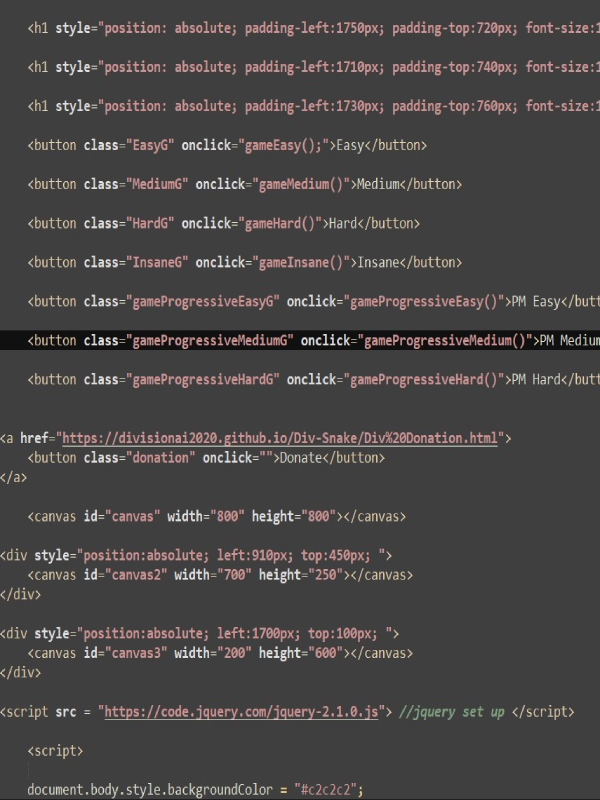 <h1 style="position: absolute; padding-left:1750px; padding-top:720px; font-size:1
<h1 style="position: absolute; padding-left:1710px; padding-top:740px; font-size:1
<h1 style="position: absolute; padding-left:1730px; padding-top:760px; font-size:1
<button class="EasyG" onclick="gameEasy();">Easy</button>
<button class="MediumG" onclick="gameMedium()">Medium</button>
<button class="HardG" onclick="gameHard()">Hard</button>
<button class="InsaneG" onclick="gameInsane()">Insane</button>
<button class="gameProgressiveEasyG" onclick="gameProgressiveEasy()">PM Easy</butt
<button class="gameProgressiveMediumG" onclick="gameProgressiveMedium()">PM Medium
<button class="gameProgressiveHardG" onclick="gameProgressiveHard()">PM Hard</butt
<a href="https://divisionai2020.github.io/Div-Snake/Div%20Donation.html">
<button class="donation" onclick="">Donate</button>
</a>
<canvas id="canvas" width="800" height="800"></canvas>
<div style="position:absolute; left:910px; top:450px; ">
<canvas id="canvas2" width="700" height="250"></canvas>
</div>
<div style="position:absolute; left:1700px; top:100px; ">
<canvas id="canvas3" width="200" height="600"></canvas>
</div>
<script src = "https://code.jquery.com/jquery-2.1.0.js"> //jquery set up </script>
<script>
document.body.style.backgroundColor = "#c2c2c2";